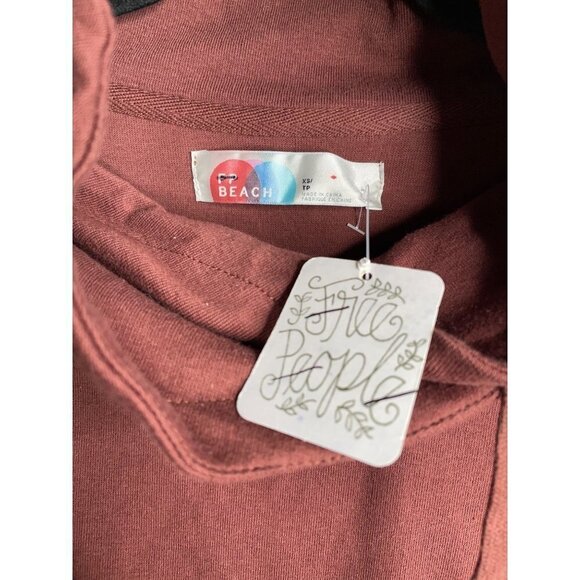 BEACH
XS/
TP
MADE IN CHINA
FABRIQUÉ EN CHINE
Free
People